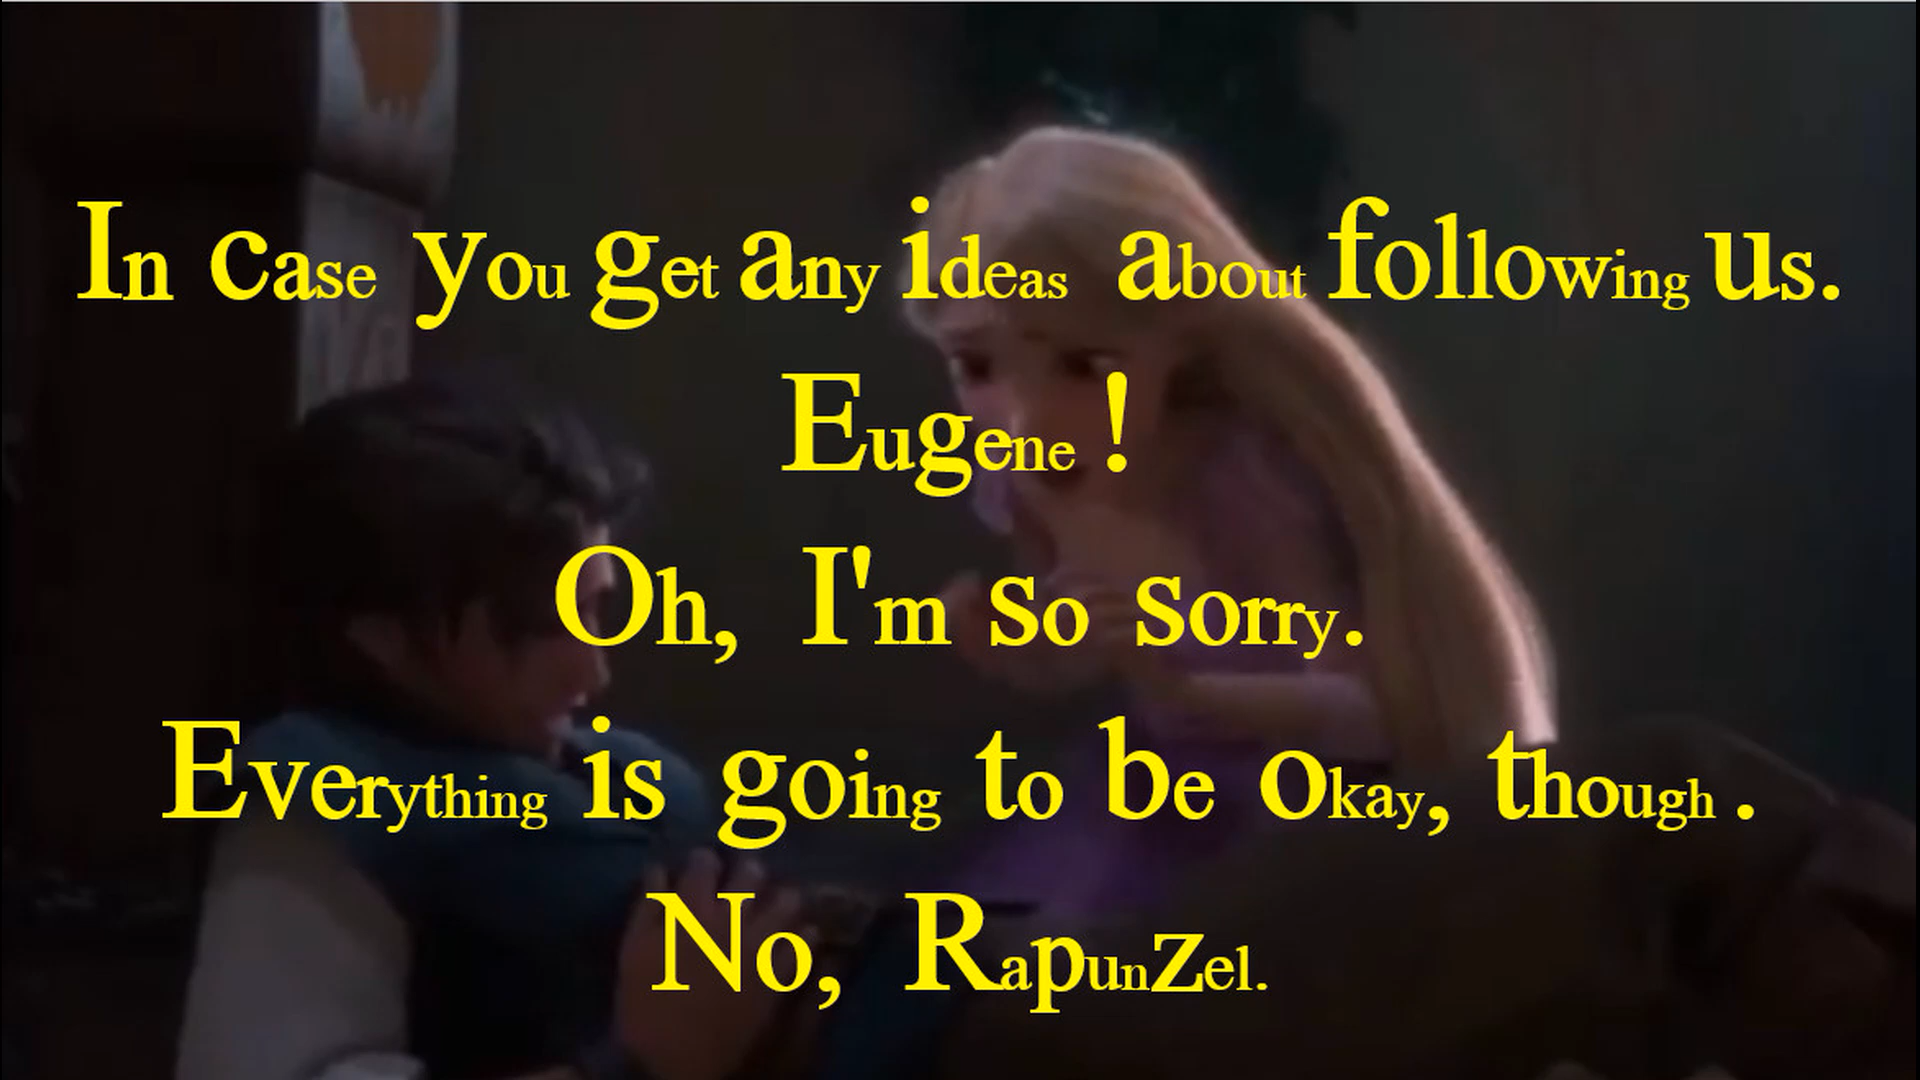 In case you get any ideas about following us.
Eugene !
Oh, I'm so sorry.
Everything is going to be okay, though .
No, Rapunzel.